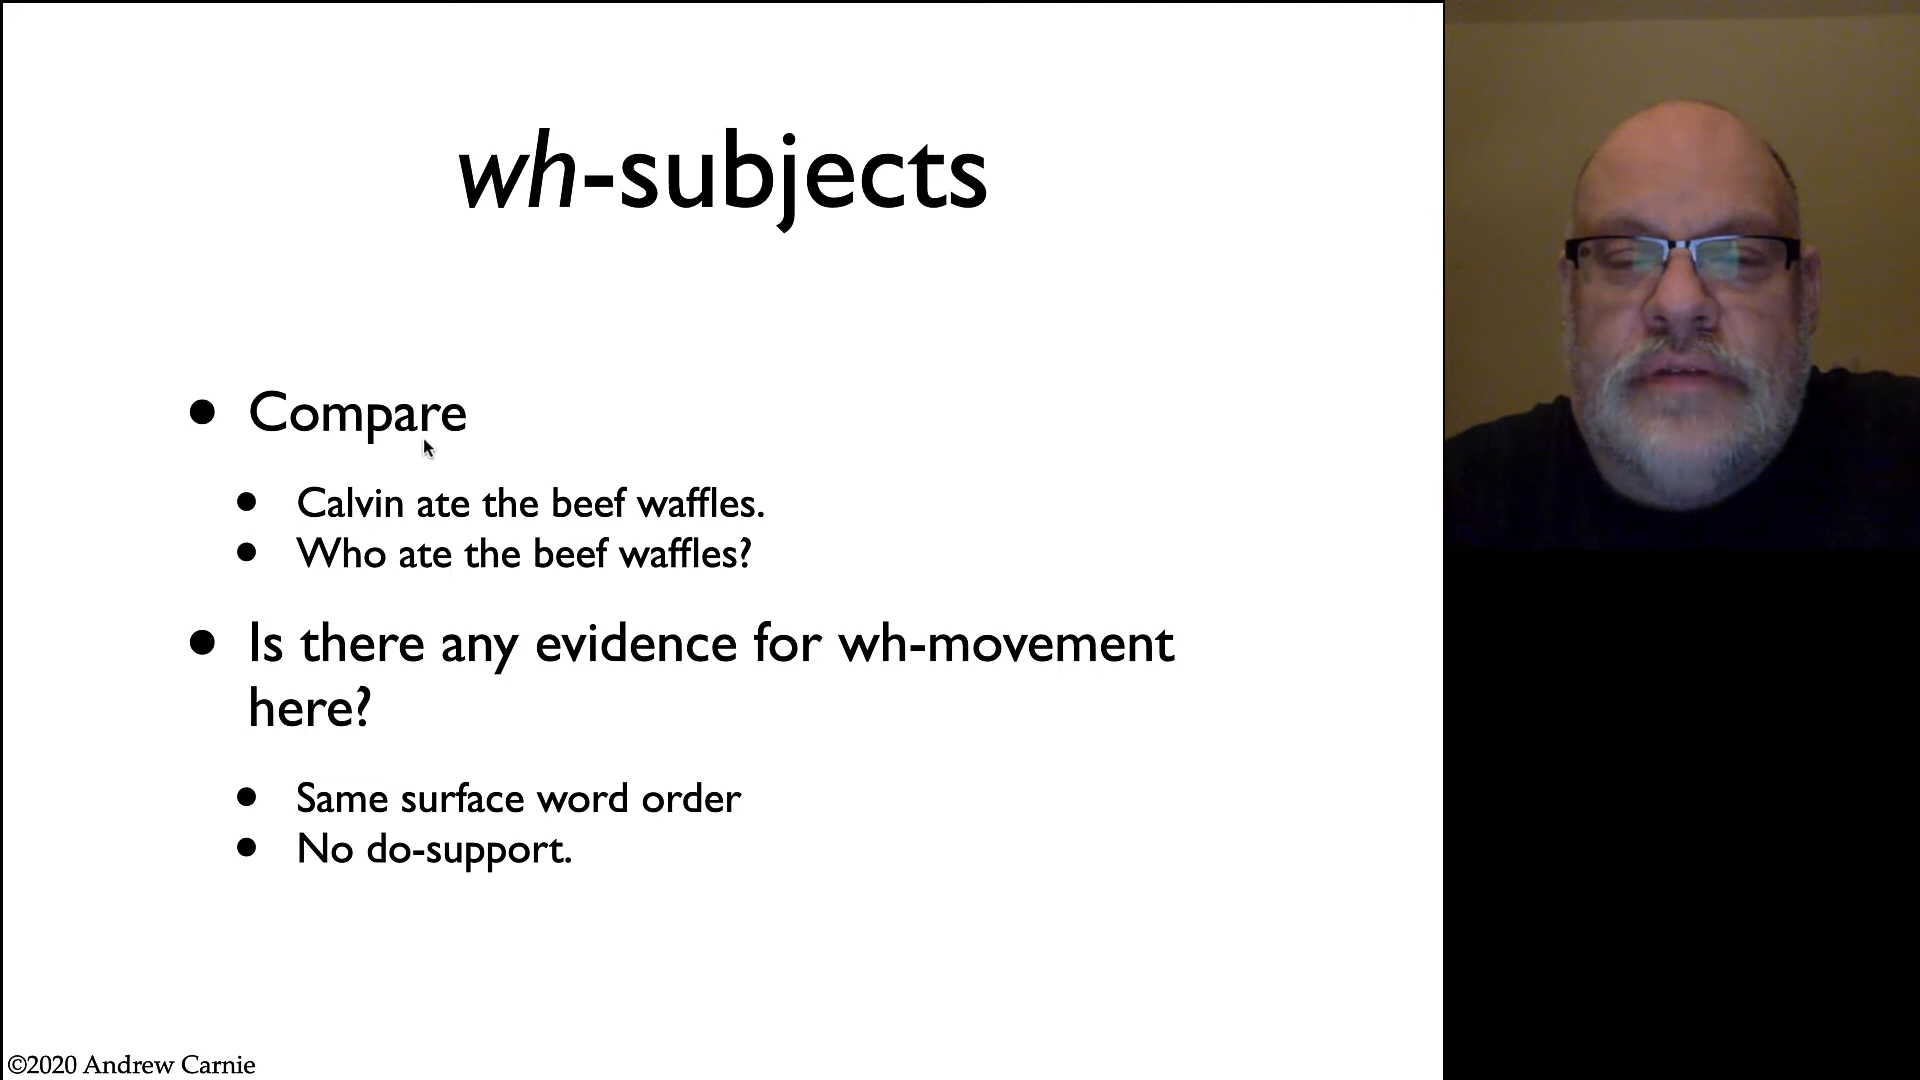 wh-subjects
• Compare
• Calvin ate the beef waffles.
• Who ate the beef waffles?
• Is there any evidence for wh-movement
here?
• Same surface word order
• No do-support.
©2020 Andrew Carnie